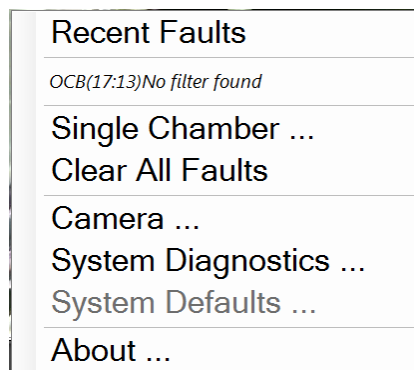 Recent Faults
OCB(17:13)No filter found
Single Chamber ...
Clear All Faults
Camera ...
System Diagnostics ...
System Defaults ...
About ...